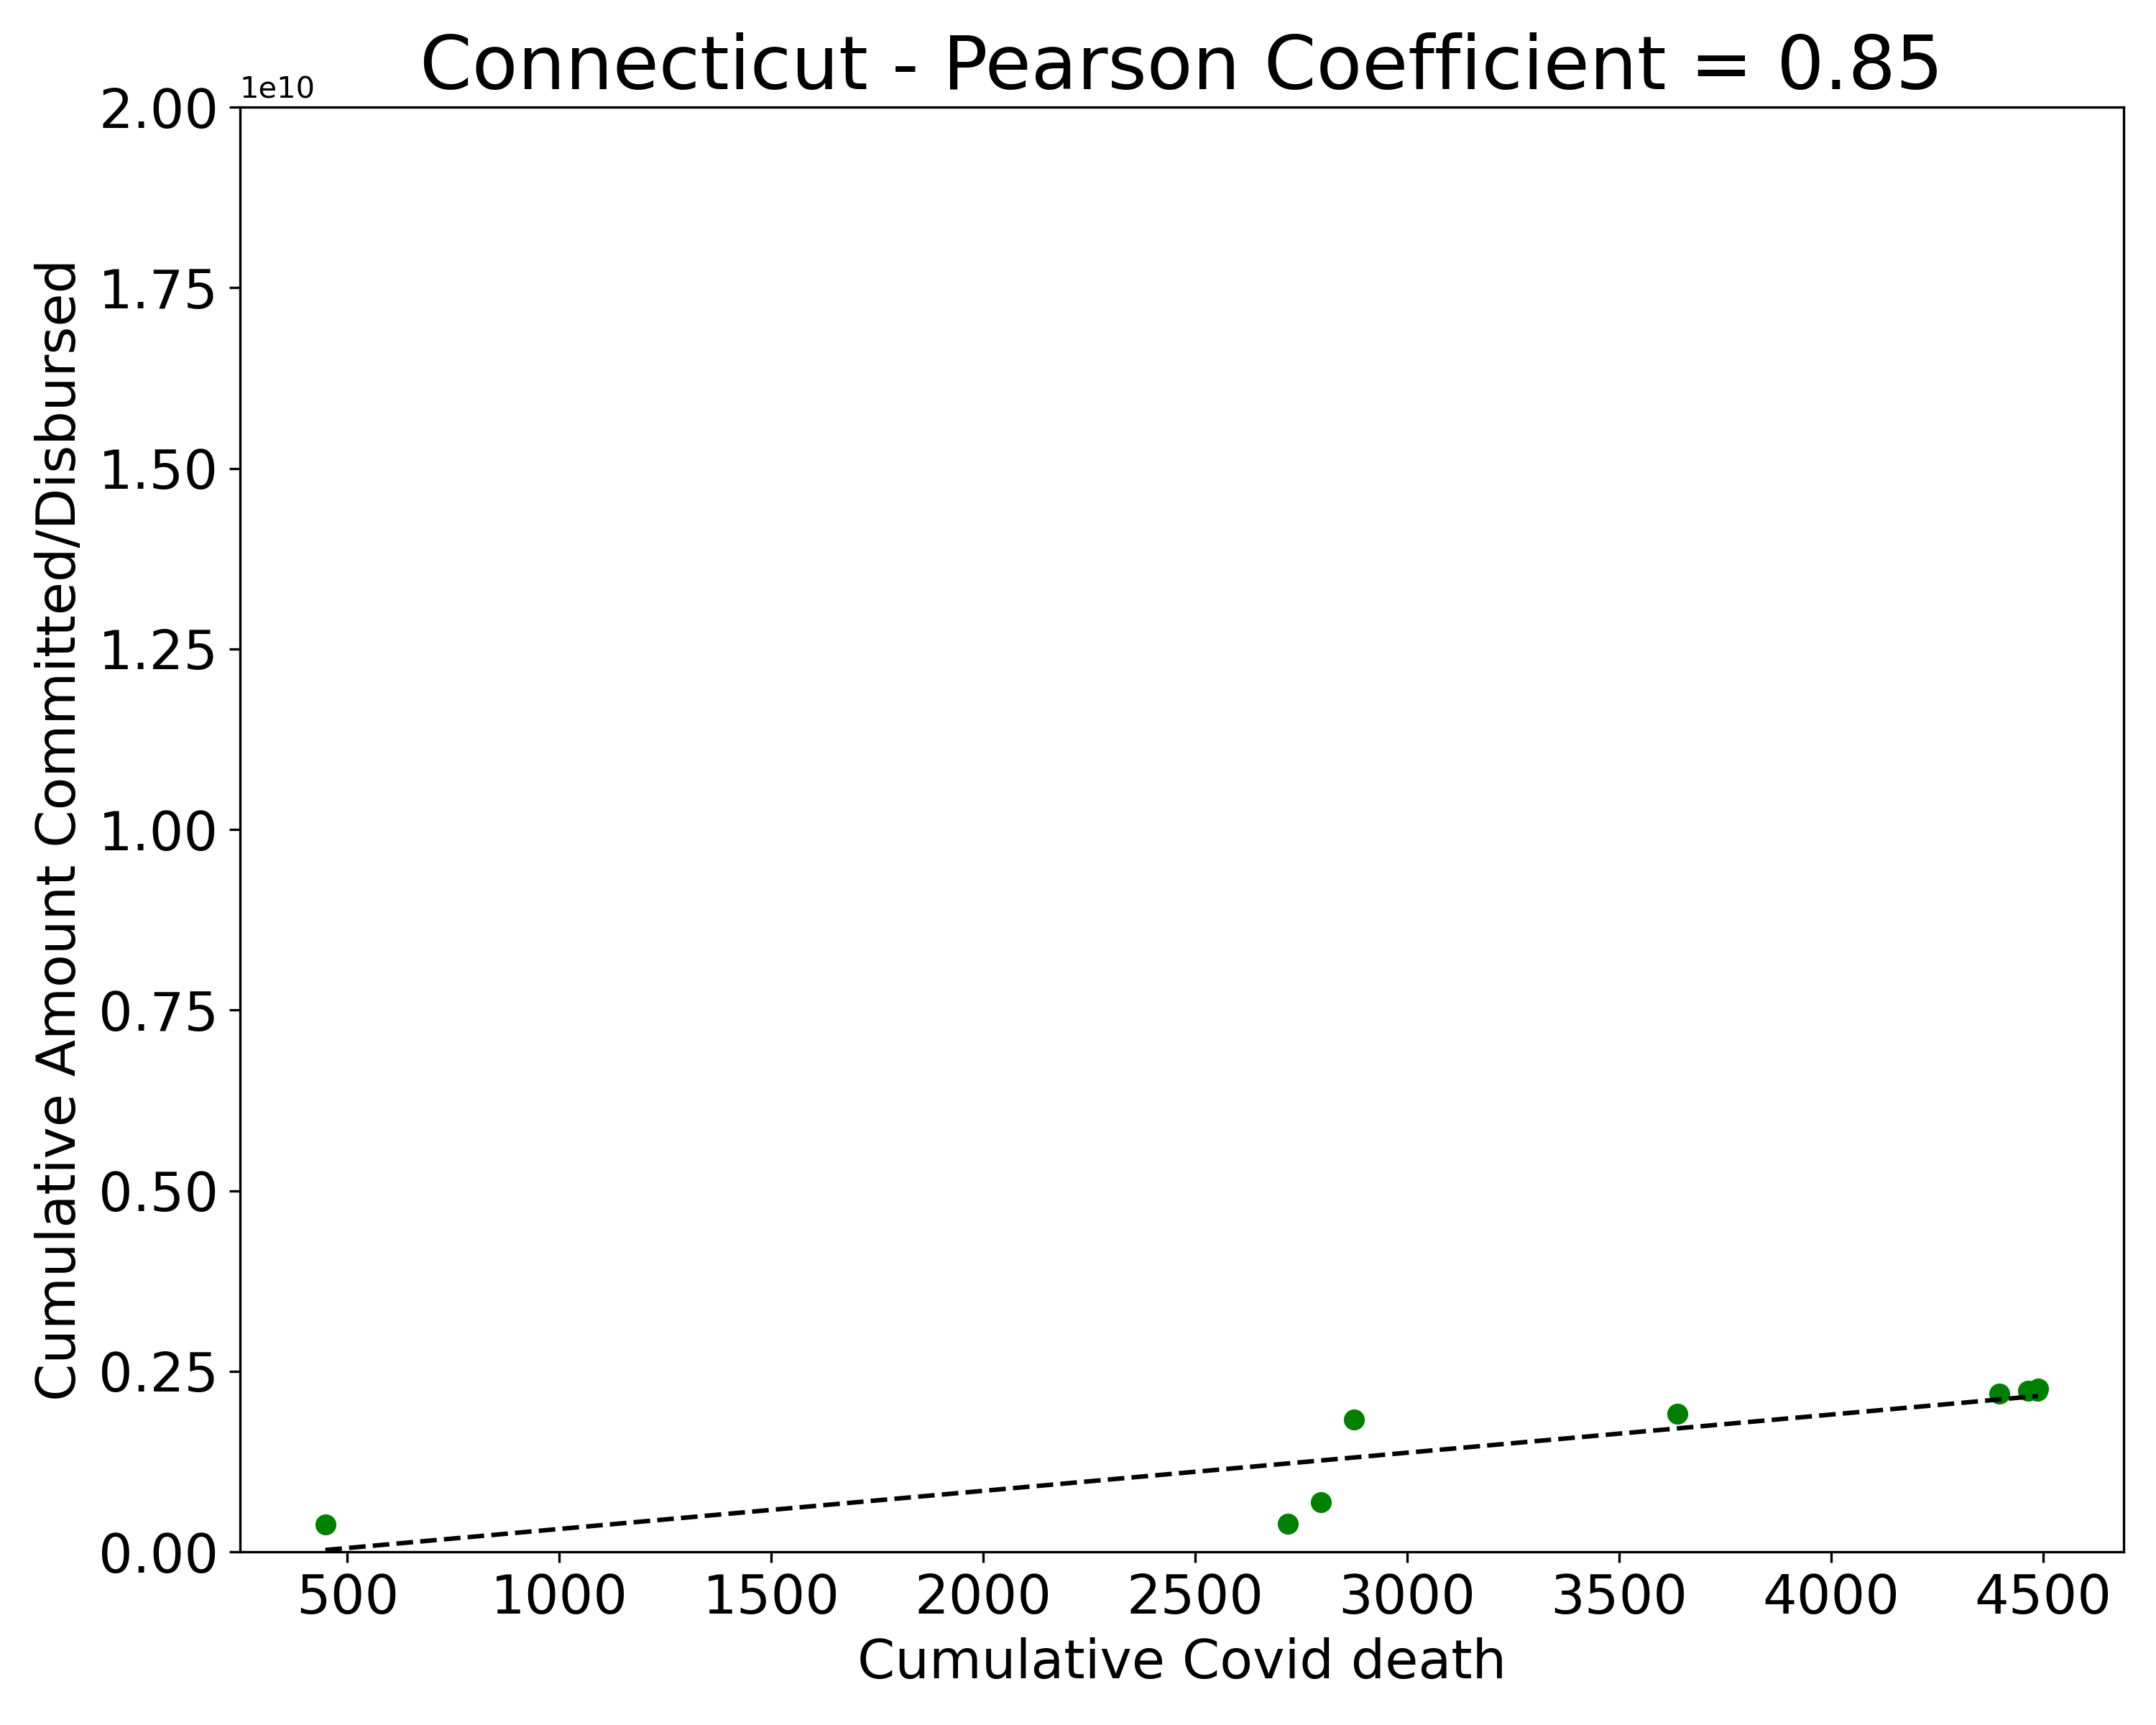 Connecticut - Pearson Coefficient = 0.85
1e10
2.00
1.75
1.50
1.25
1.00
0.75
0.50
0.25
0.00
Cumulative Amount Committed/Disbursed
500 1000 1500 2000 2500 3000 3500 4000 4500
Cumulative Covid death